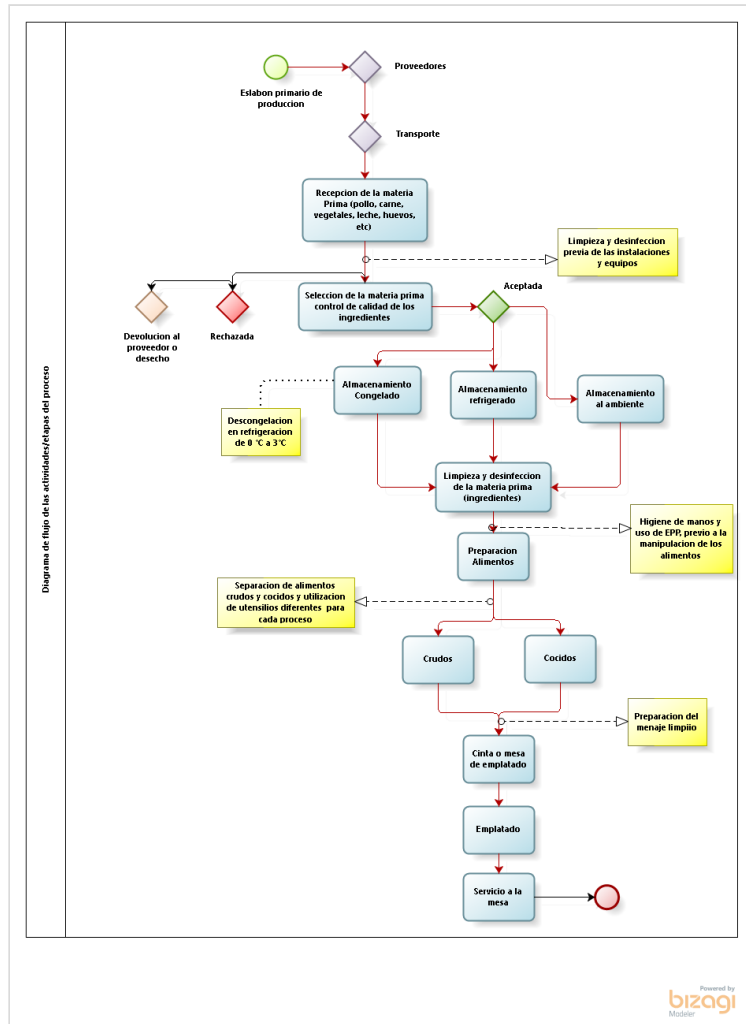 Diagrama de flujo de las actividades/etapas del proceso
Proveedores
Eslabon primario de
produccion
Transporte
Recepcion de la materia
Prima (pollo, carne,
vegetales, leche, huevos,
etc)
Limpieza y desinfeccion
previa de las instalaciones
y equipos
Aceptada
Seleccion de la materia prima
control de calidad de los
ingredientes
Devolucion al
proveedor o
desecho
Rechazada
Almacenamiento
Congelado
Almacenamiento
refrigerado
Almacenamiento
al ambiente
Descongelacion
en refrigeracion
de 0 °C a 3°C
Limpieza y desinfeccion
de la materia prima
(ingredientes)
Higiene de manos y
uso de EPP, previo a la
manipulacion de los
alimentos
Preparacion
Alimentos
Separacion de alimentos
crudos y cocidos y utilizacion
de utensilios diferentes para
cada proceso
Crudos
Cocidos
Preparacion del
menaje limpiio
Cinta o mesa
de emplatado
Emplatado
Servicio a la
mesa
Powered by
bizagi
Modeler